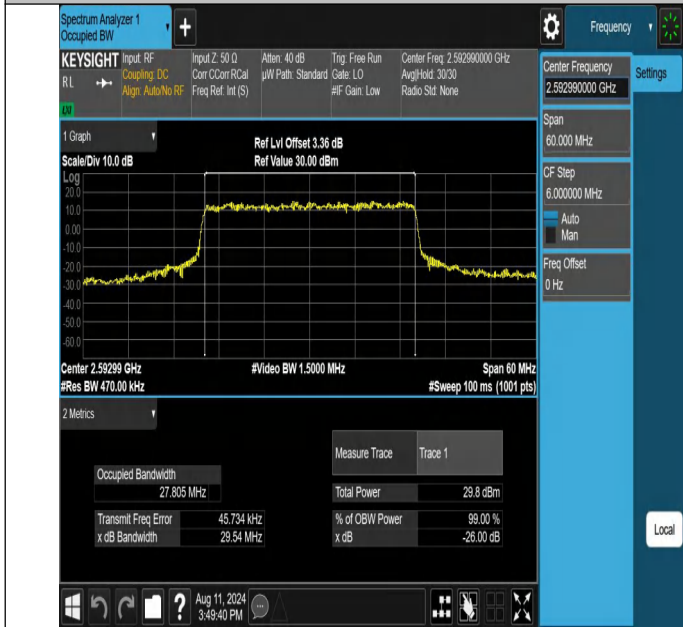 Spectrum Analyzer 1
Occupied BW
Frequency
KEYSIGHT
RL
LXI
Input: RF
Coupling: DC
Align: Auto/No RF
Input Z: 50 Ω
Corr CCorr RCal
Freq Ref: Int (S)
Atten: 40 dB
µW Path: Standard
Trig: Free Run
Gate: LO
#IF Gain: Low
Center Freq: 2.592990000 GHz
Avg|Hold: 30/30
Radio Std: None
Center Frequency
2.592990000 GHz
Settings
Span
60.000 MHz
CF Step
6.000000 MHz
Auto
Man
Freq Offset
0 Hz
Local
1 Graph
Scale/Div 10.0 dB
Ref Lvl Offset 3.36 dB
Ref Value 30.00 dBm
Log
20.0
10.0
0.00
-10.0
-20.0
-30.0
-40.0
-50.0
-60.0
Center 2.59299 GHz
#Video BW 1.5000 MHz
Span 60 MHz
#Res BW 470.00 kHz
#Sweep 100 ms (1001 pts)
2 Metrics
Measure Trace Trace 1
Occupied Bandwidth
27.805 MHz
Total Power 29.8 dBm
Transmit Freq Error 45.734 kHz
% of OBW Power 99.00 %
x dB Bandwidth 29.54 MHz
x dB -26.00 dB
?
Aug 11, 2024
3:49:40 PM